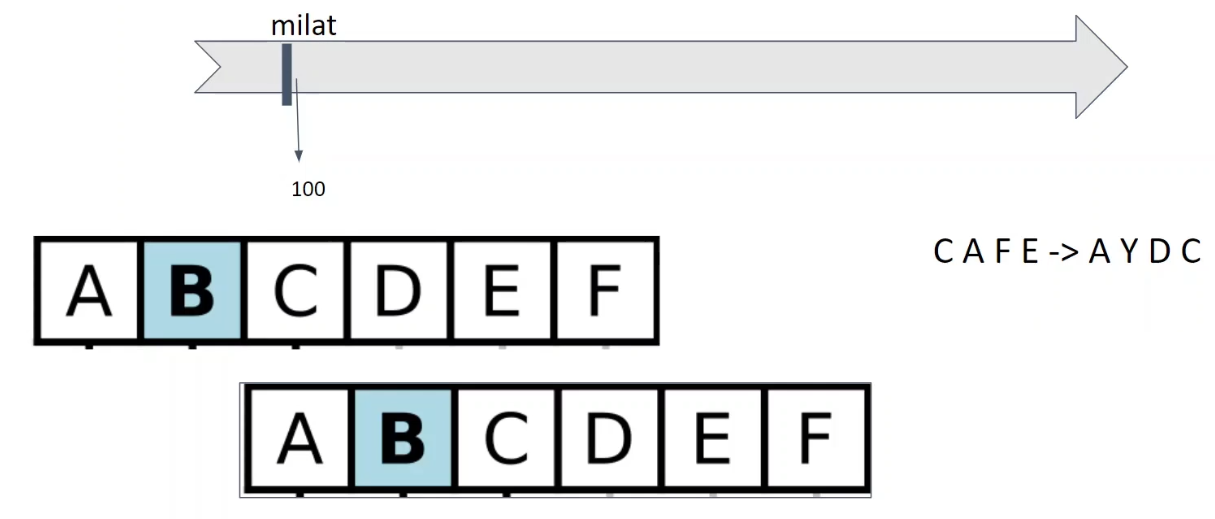 milat
100
C A F E -> A Y D C
A B C D E F
A B C D E F